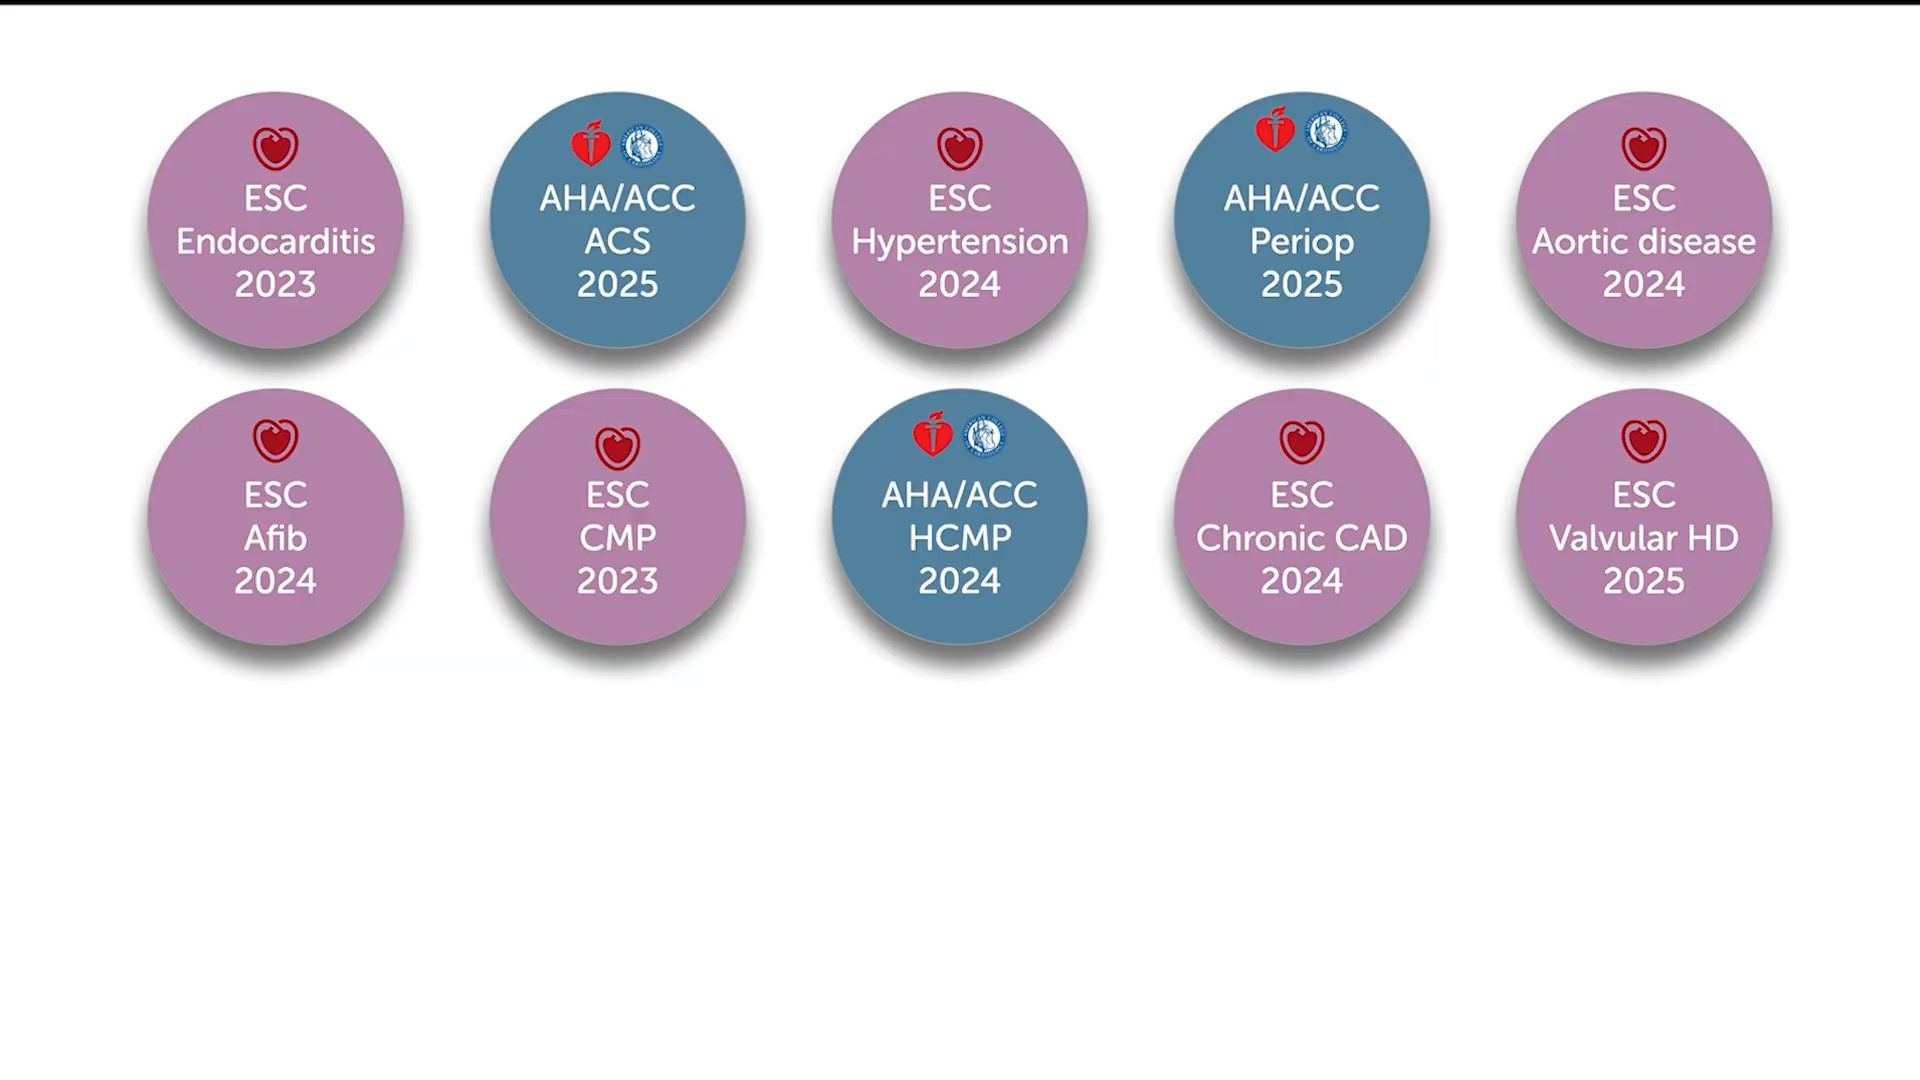 ESC
Endocarditis
2023
AHA/ACC
ACS
2025
ESC
Hypertension
2024
AHA/ACC
Periop
2025
ESC
Aortic disease
2024
ESC
Afib
2024
ESC
CMP
2023
AHA/ACC
HCMP
2024
ESC
Chronic CAD
2024
ESC
Valvular HD
2025